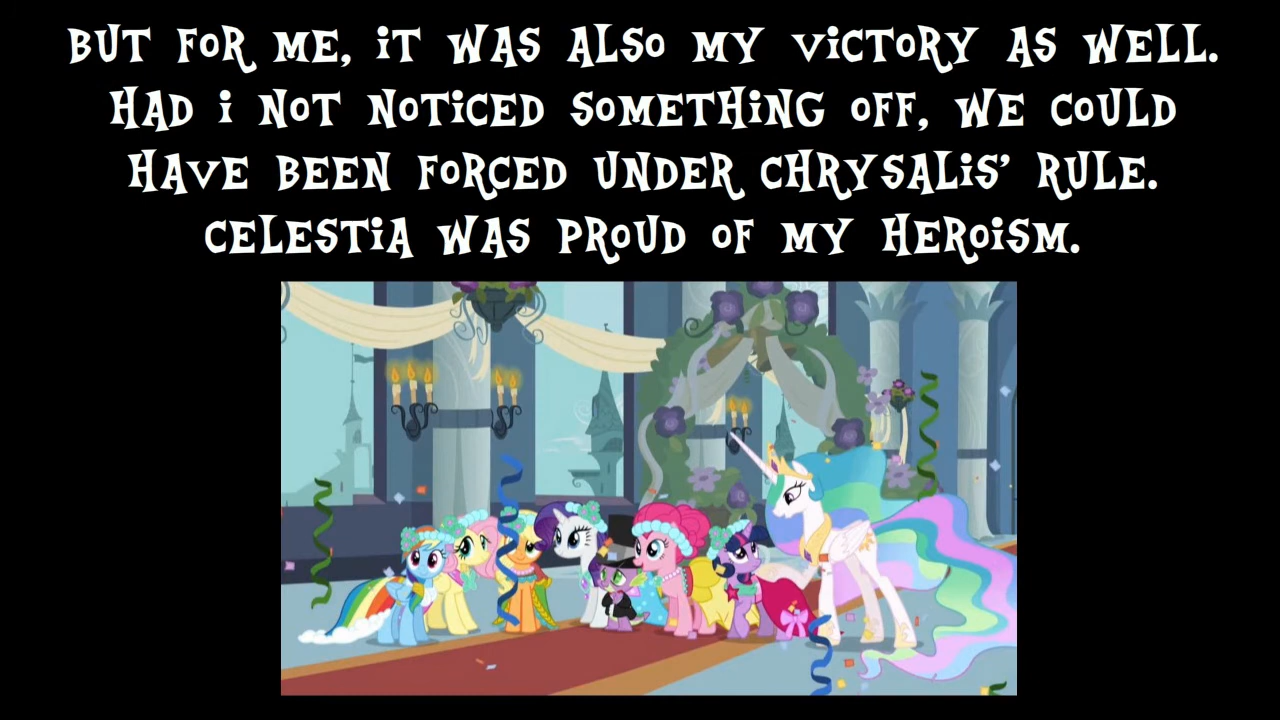 BUT FOR ME, iT WAS ALSO MY ViCTORY AS WELL.
HAD i NOT NOTiCED SOMETHiNG OFF, WE COULD
HAVE BEEN FORCED UNDER CHRYSALiS' RULE.
CELESTiA WAS PROUD OF MY HEROiSM.